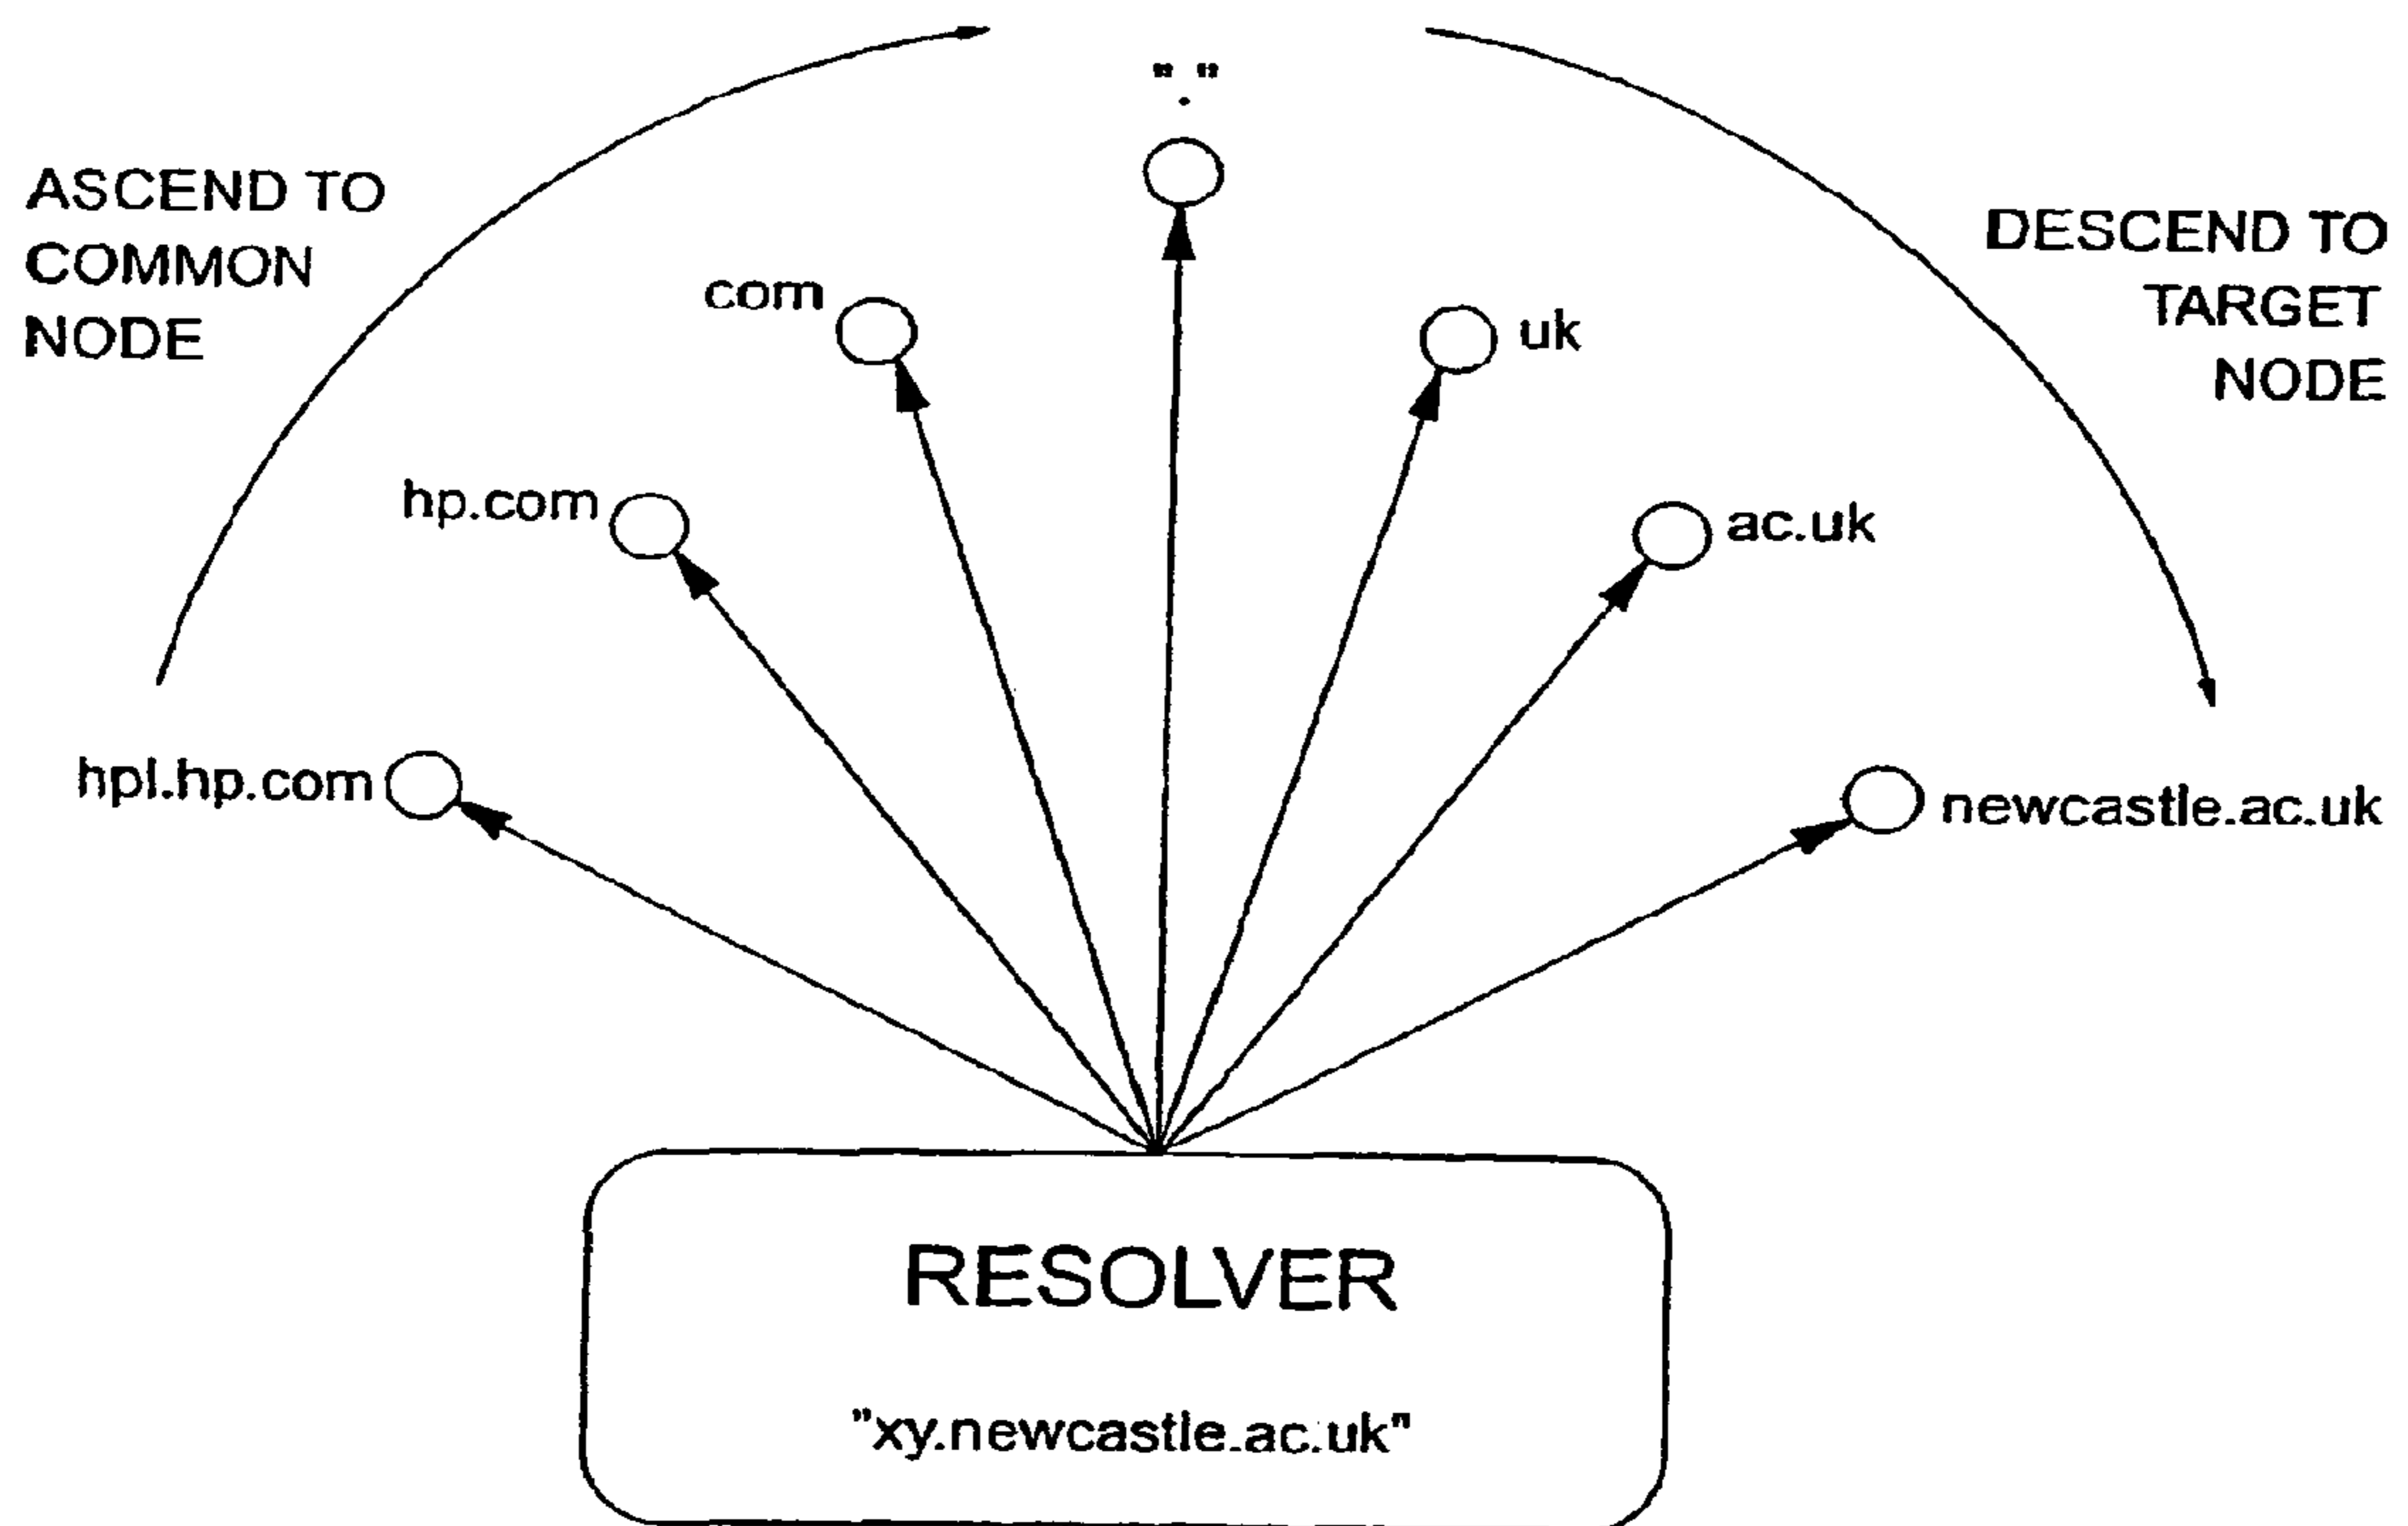 "."
ASCEND TO
COMMON
NODE
DESCEND TO
TARGET
NODE
com
uk
hp.com
ac.uk
hpl.hp.com
newcastle.ac.uk
RESOLVER
"xy.newcastle.ac.uk"